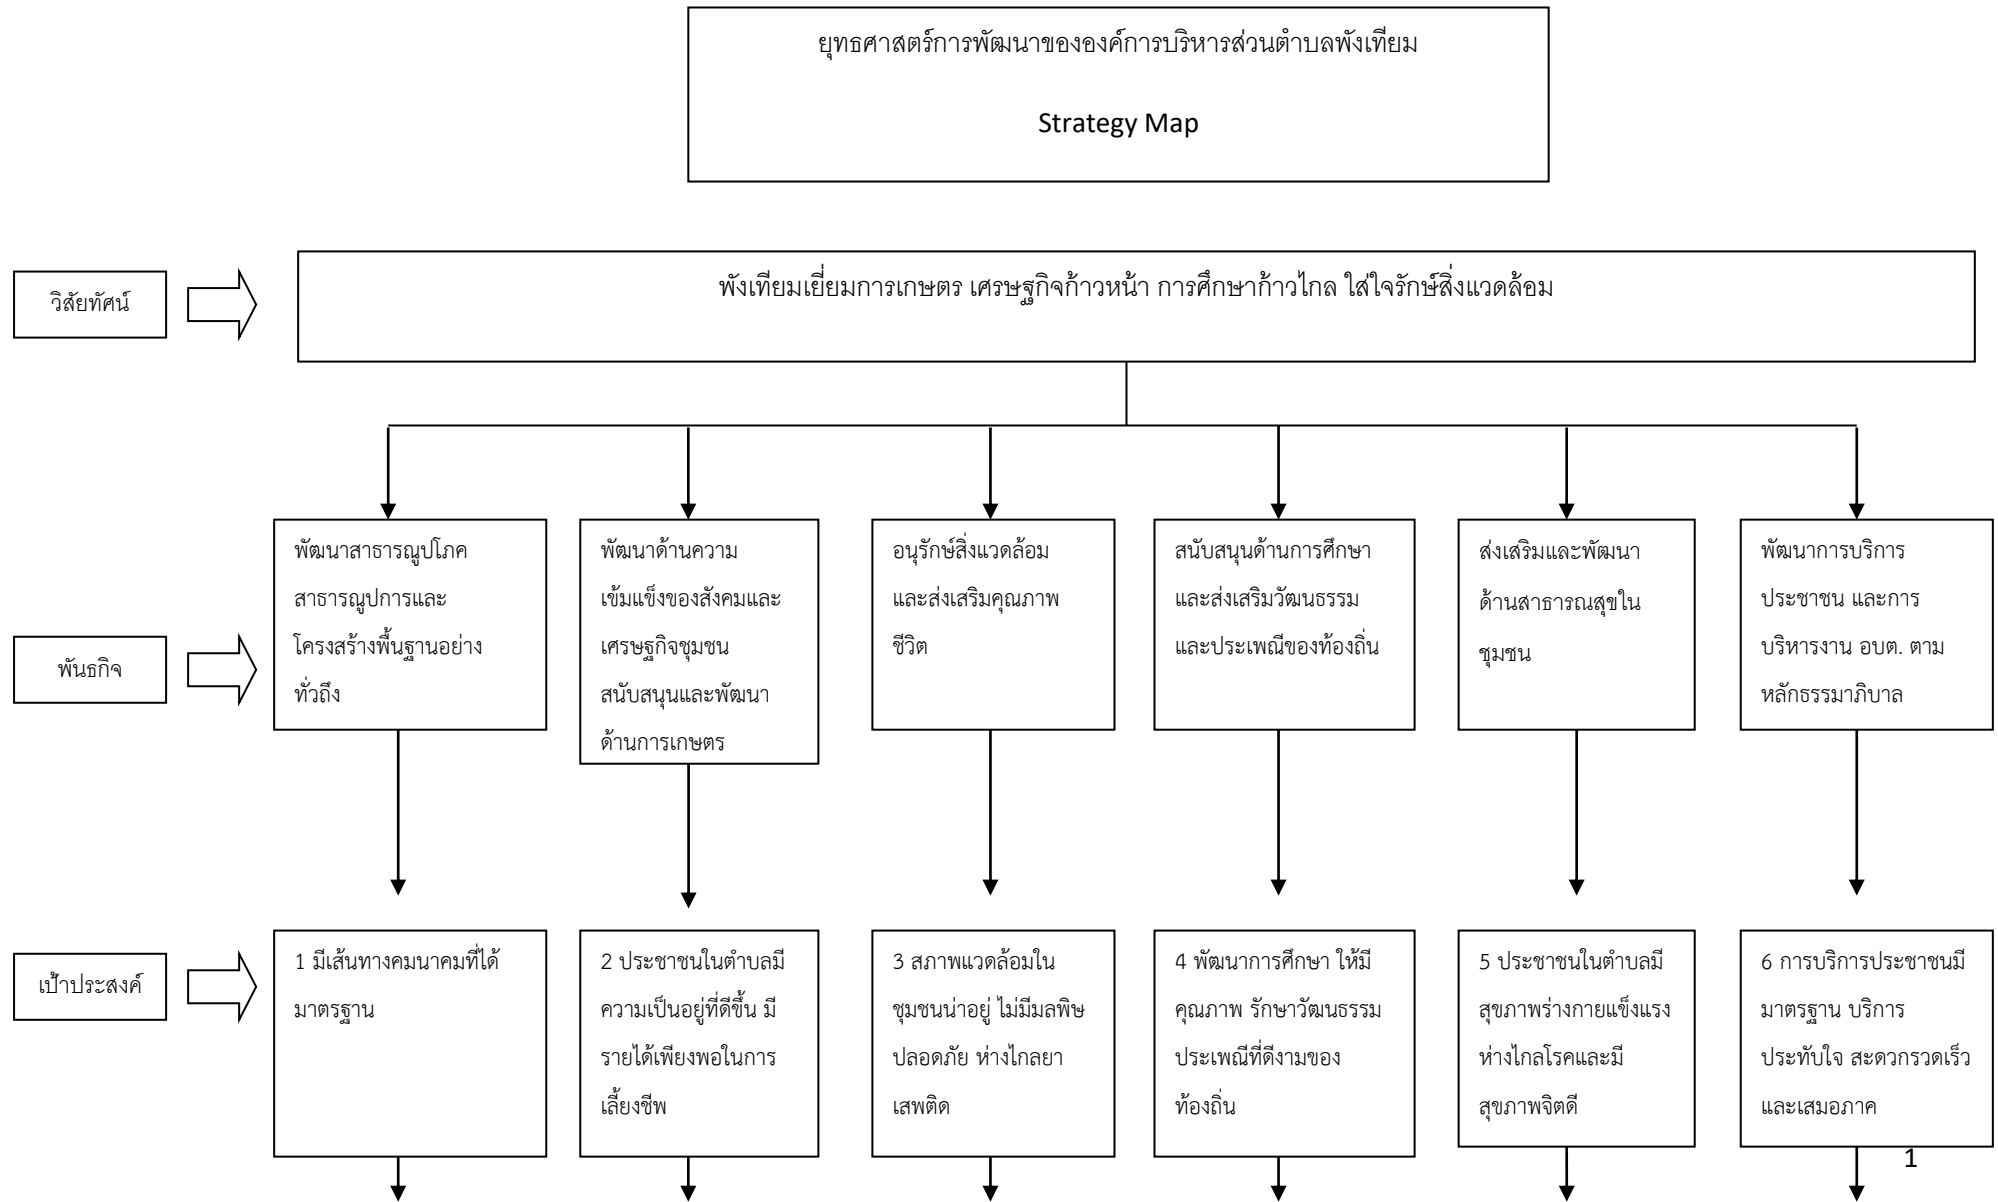 ยุทธศาสตร์การพัฒนาขององค์การบริหารส่วนตำบลพังเทียม
Strategy Map
วิสัยทัศน์
พังเทียมเยี่ยมการเกษตร เศรษฐกิจก้าวหน้า การศึกษาก้าวไกล ใส่ใจรักษ์สิ่งแวดล้อม
พันธกิจ
พัฒนาสาธารณูปโภค
สาธารณูปการและ
โครงสร้างพื้นฐานอย่าง
ทั่วถึง
พัฒนาด้านความ
เข้มแข็งของสังคมและ
เศรษฐกิจชุมชน
สนับสนุนและพัฒนา
ด้านการเกษตร
อนุรักษ์สิ่งแวดล้อม
และส่งเสริมคุณภาพ
ชีวิต
สนับสนุนด้านการศึกษา
และส่งเสริมวัฒนธรรม
และประเพณีของท้องถิ่น
ส่งเสริมและพัฒนา
ด้านสาธารณสุขใน
ชุมชน
พัฒนาการบริการ
ประชาชน และการ
บริหารงาน อบต. ตาม
หลักธรรมาภิบาล
เป้าประสงค์
1 มีเส้นทางคมนาคมที่ได้
มาตรฐาน
2 ประชาชนในตำบลมี
ความเป็นอยู่ที่ดีขึ้น มี
รายได้เพียงพอในการ
เลี้ยงชีพ
3 สภาพแวดล้อมใน
ชุมชนน่าอยู่ ไม่มีมลพิษ
ปลอดภัย ห่างไกลยา
เสพติด
4 พัฒนาการศึกษา ให้มี
คุณภาพ รักษาวัฒนธรรม
ประเพณีที่ดีงามของ
ท้องถิ่น
5 ประชาชนในตำบลมี
สุขภาพร่างกายแข็งแรง
ห่างไกลโรคและมี
สุขภาพจิตดี
6 การบริการประชาชนมี
มาตรฐาน บริการ
ประทับใจ สะดวกรวดเร็ว
และเสมอภาค
1